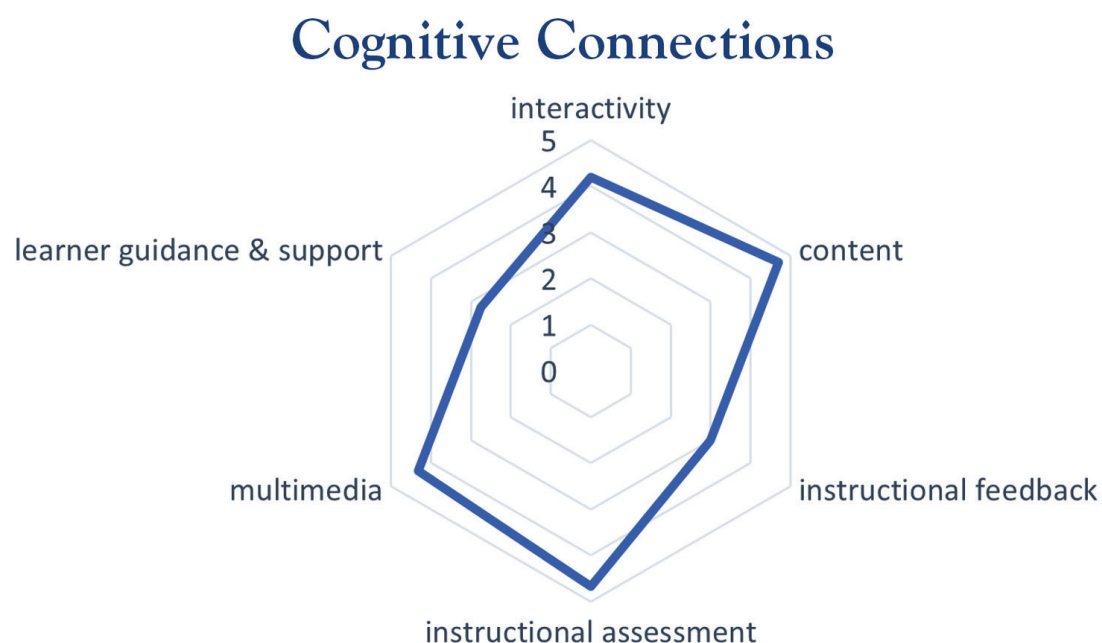 Cognitive Connections
interactivity
5
4
3
2
1
0
learner guidance & support
content
multimedia
instructional feedback
instructional assessment